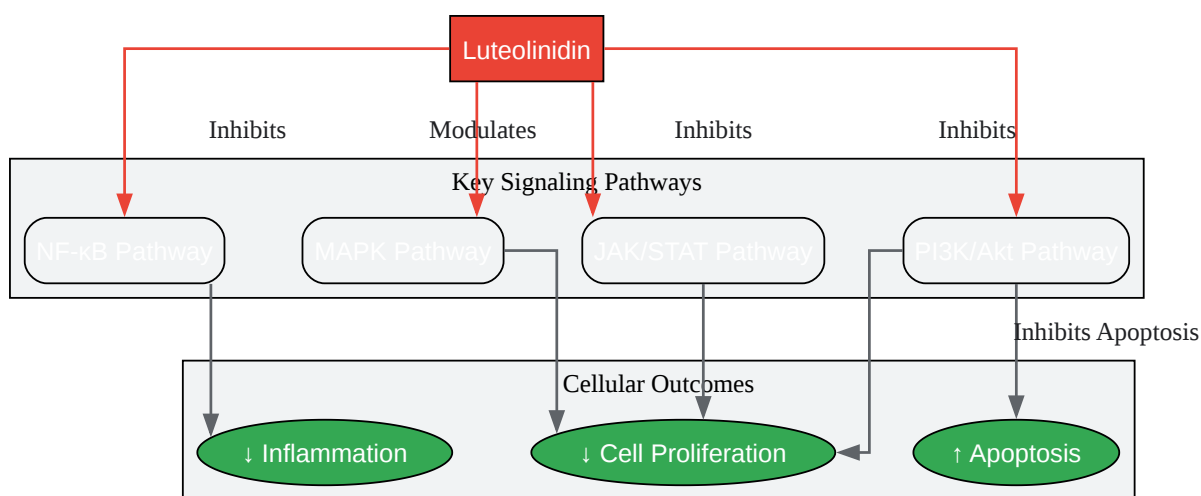 Luteolinidin
Inhibits
Modulates
Inhibits
Inhibits
Key Signaling Pathways
NF-κB Pathway
MAPK Pathway
JAK/STAT Pathway
PI3K/Akt Pathway
Inhibits Apoptosis
Cellular Outcomes
↓ Inflammation
↓ Cell Proliferation
↑ Apoptosis